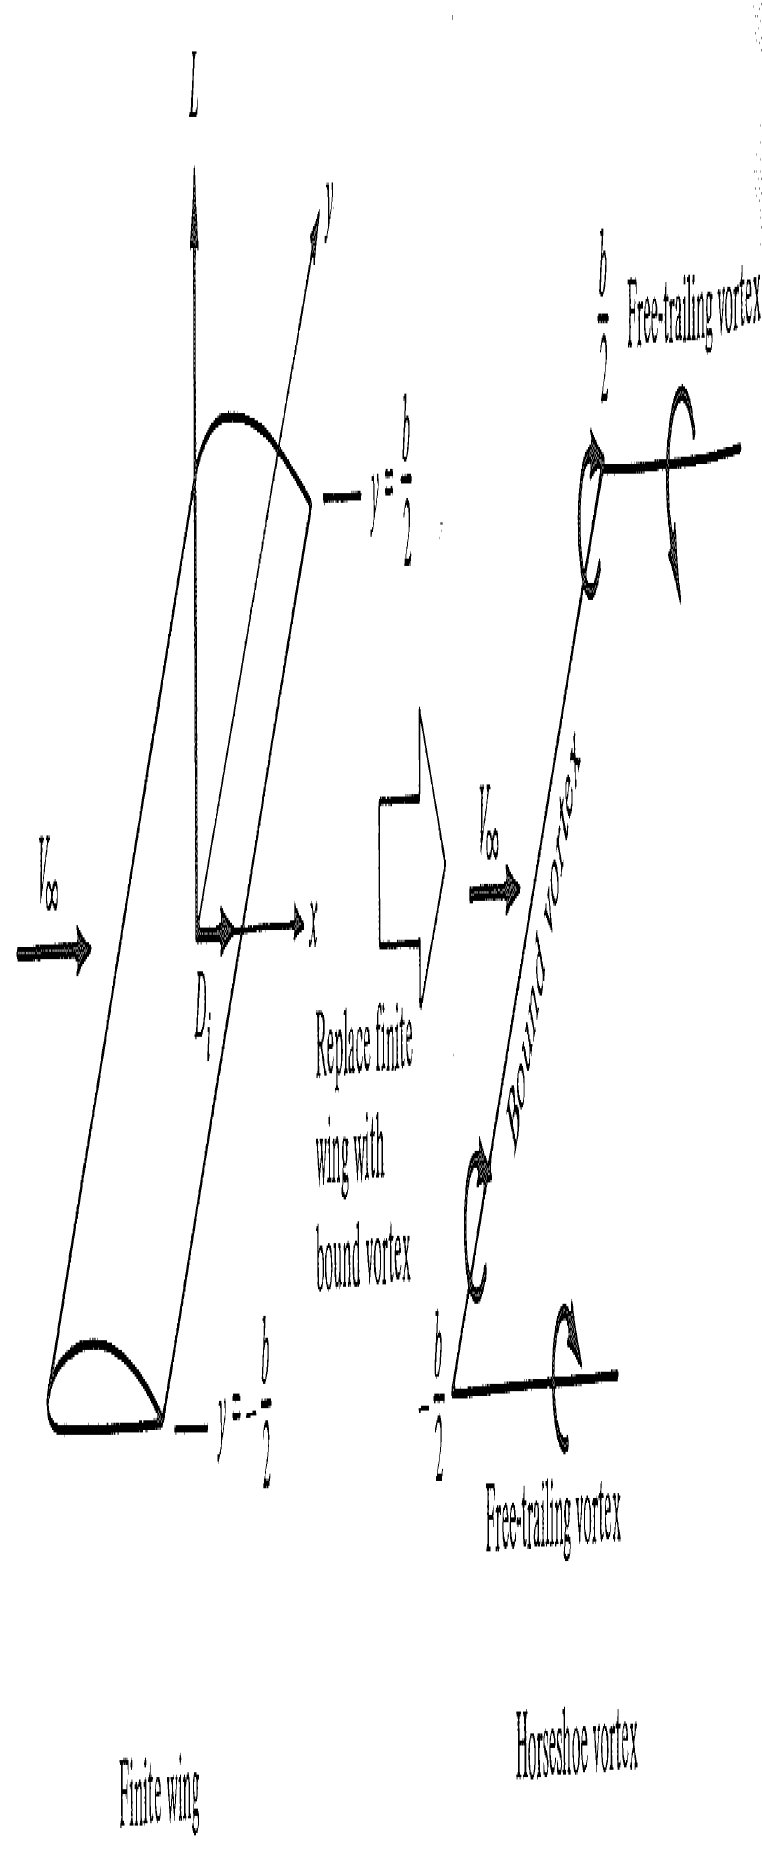 L
y
b
2
Free-trailing vortex
y = b
2
V∞
x
D i
Replace finite
wing with
bound vortex
V∞
Bound vortex
y = - b
2
- b
2
Free-trailing vortex
Finite wing
Horseshoe vortex